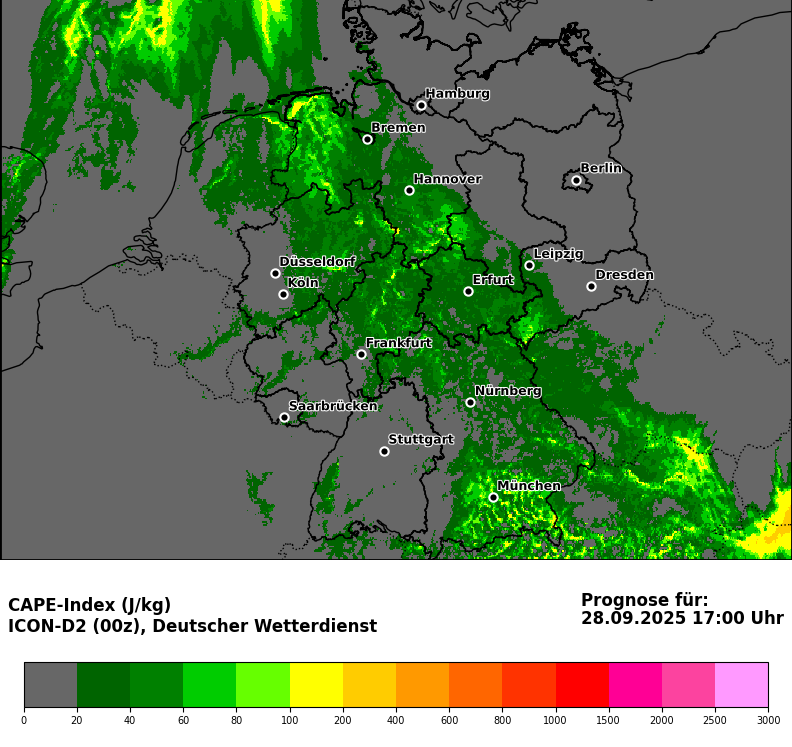 Hamburg
Bremen
Berlin
Hannover
Leipzig
Düsseldorf
Dresden
Köln
Erfurt
Frankfurt
Nürnberg
Saarbrücken
Stuttgart
München
CAPE-Index (J/kg)
ICON-D2 (00z), Deutscher Wetterdienst
Prognose für:
28.09.2025 17:00 Uhr
0 20 40 60 80 100 200 400 600 800 1000 1500 2000 2500 3000